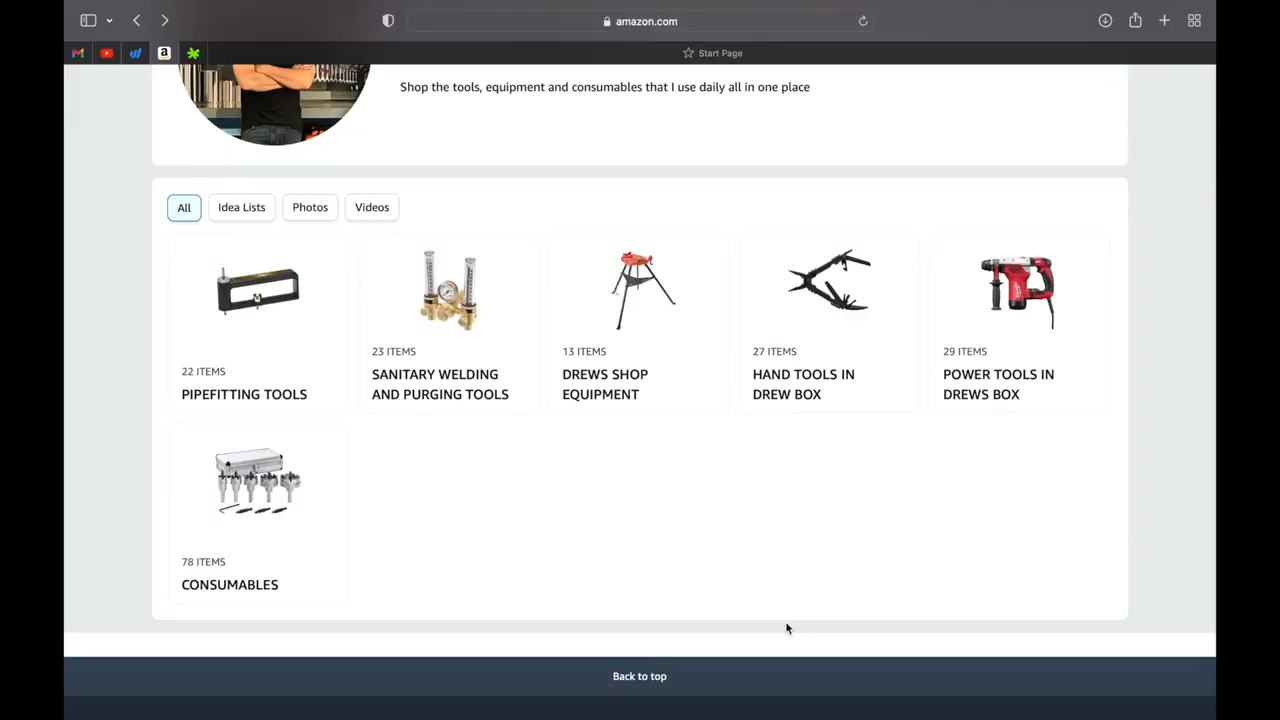 amazon.com
Start Page
Shop the tools, equipment and consumables that I use daily all in one place
All
Idea Lists
Photos
Videos
22 ITEMS
PIPEFITTING TOOLS
23 ITEMS
SANITARY WELDING
AND PURGING TOOLS
13 ITEMS
DREWS SHOP
EQUIPMENT
27 ITEMS
HAND TOOLS IN
DREW BOX
29 ITEMS
POWER TOOLS IN
DREWS BOX
78 ITEMS
CONSUMABLES
Back to top